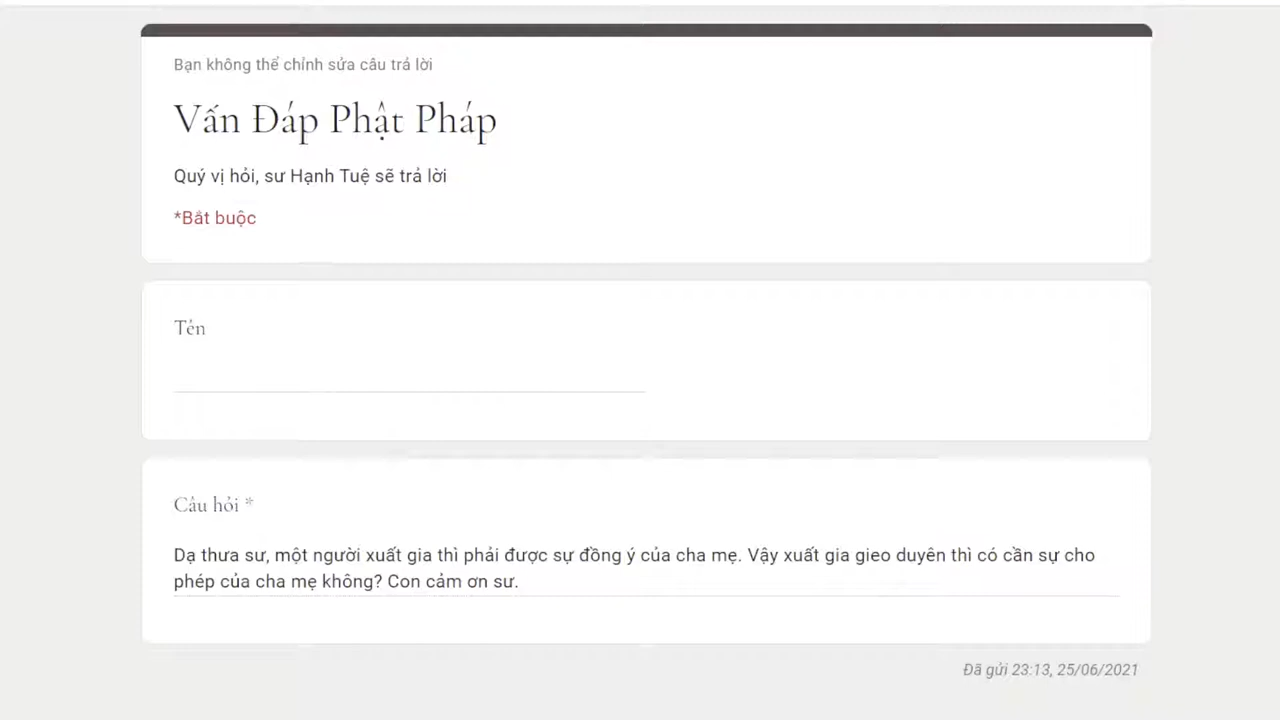 Bạn không thể chỉnh sửa câu trả lời
Vấn Đáp Phật Pháp
Quý vị hỏi, sư Hạnh Tuệ sẽ trả lời
*Bắt buộc
Tên
Câu hỏi *
Dạ thưa sư, một người xuất gia thì phải được sự đồng ý của cha mẹ. Vậy xuất gia gieo duyên thì có cần sự cho
phép của cha mẹ không? Con cảm ơn sư.
Đã gửi 23:13, 25/06/2021